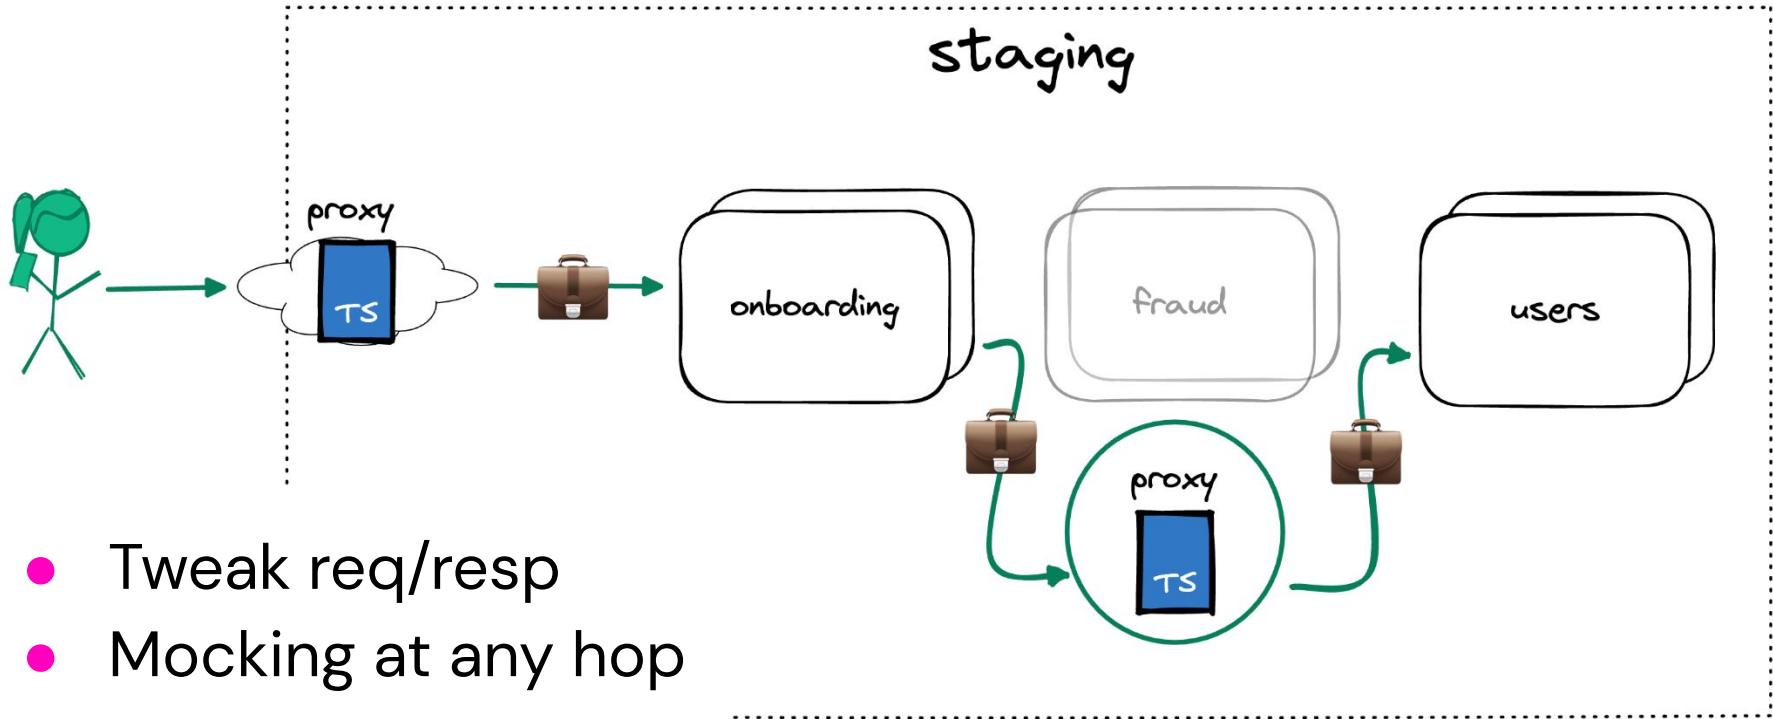 staging
proxy
TS
onboarding
fraud
users
proxy
TS
Tweak req/resp
Mocking at any hop